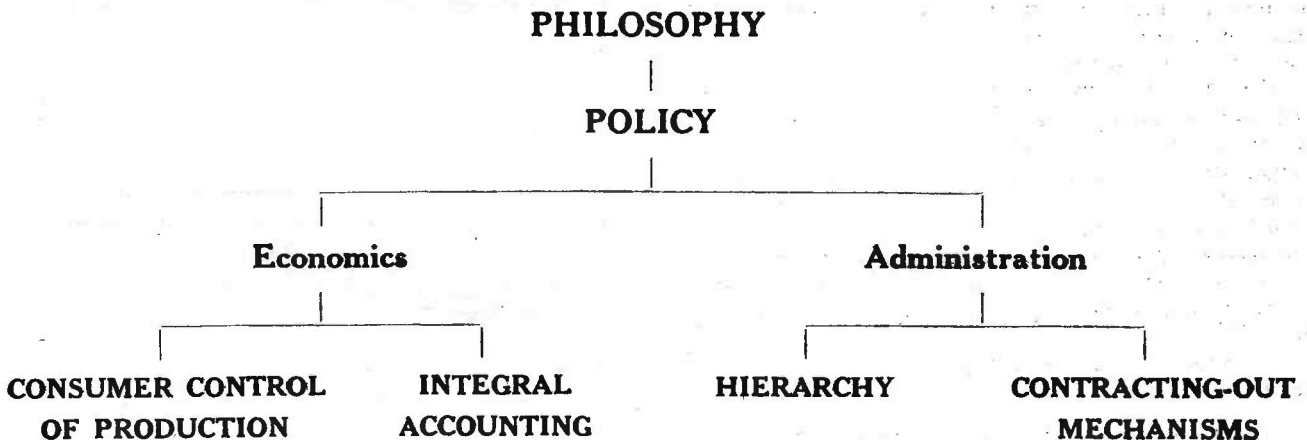 PHILOSOPHY
POLICY
Economics
Administration
CONSUMER CONTROL
OF PRODUCTION
INTEGRAL
ACCOUNTING
HIERARCHY
CONTRACTING-OUT
MECHANISMS